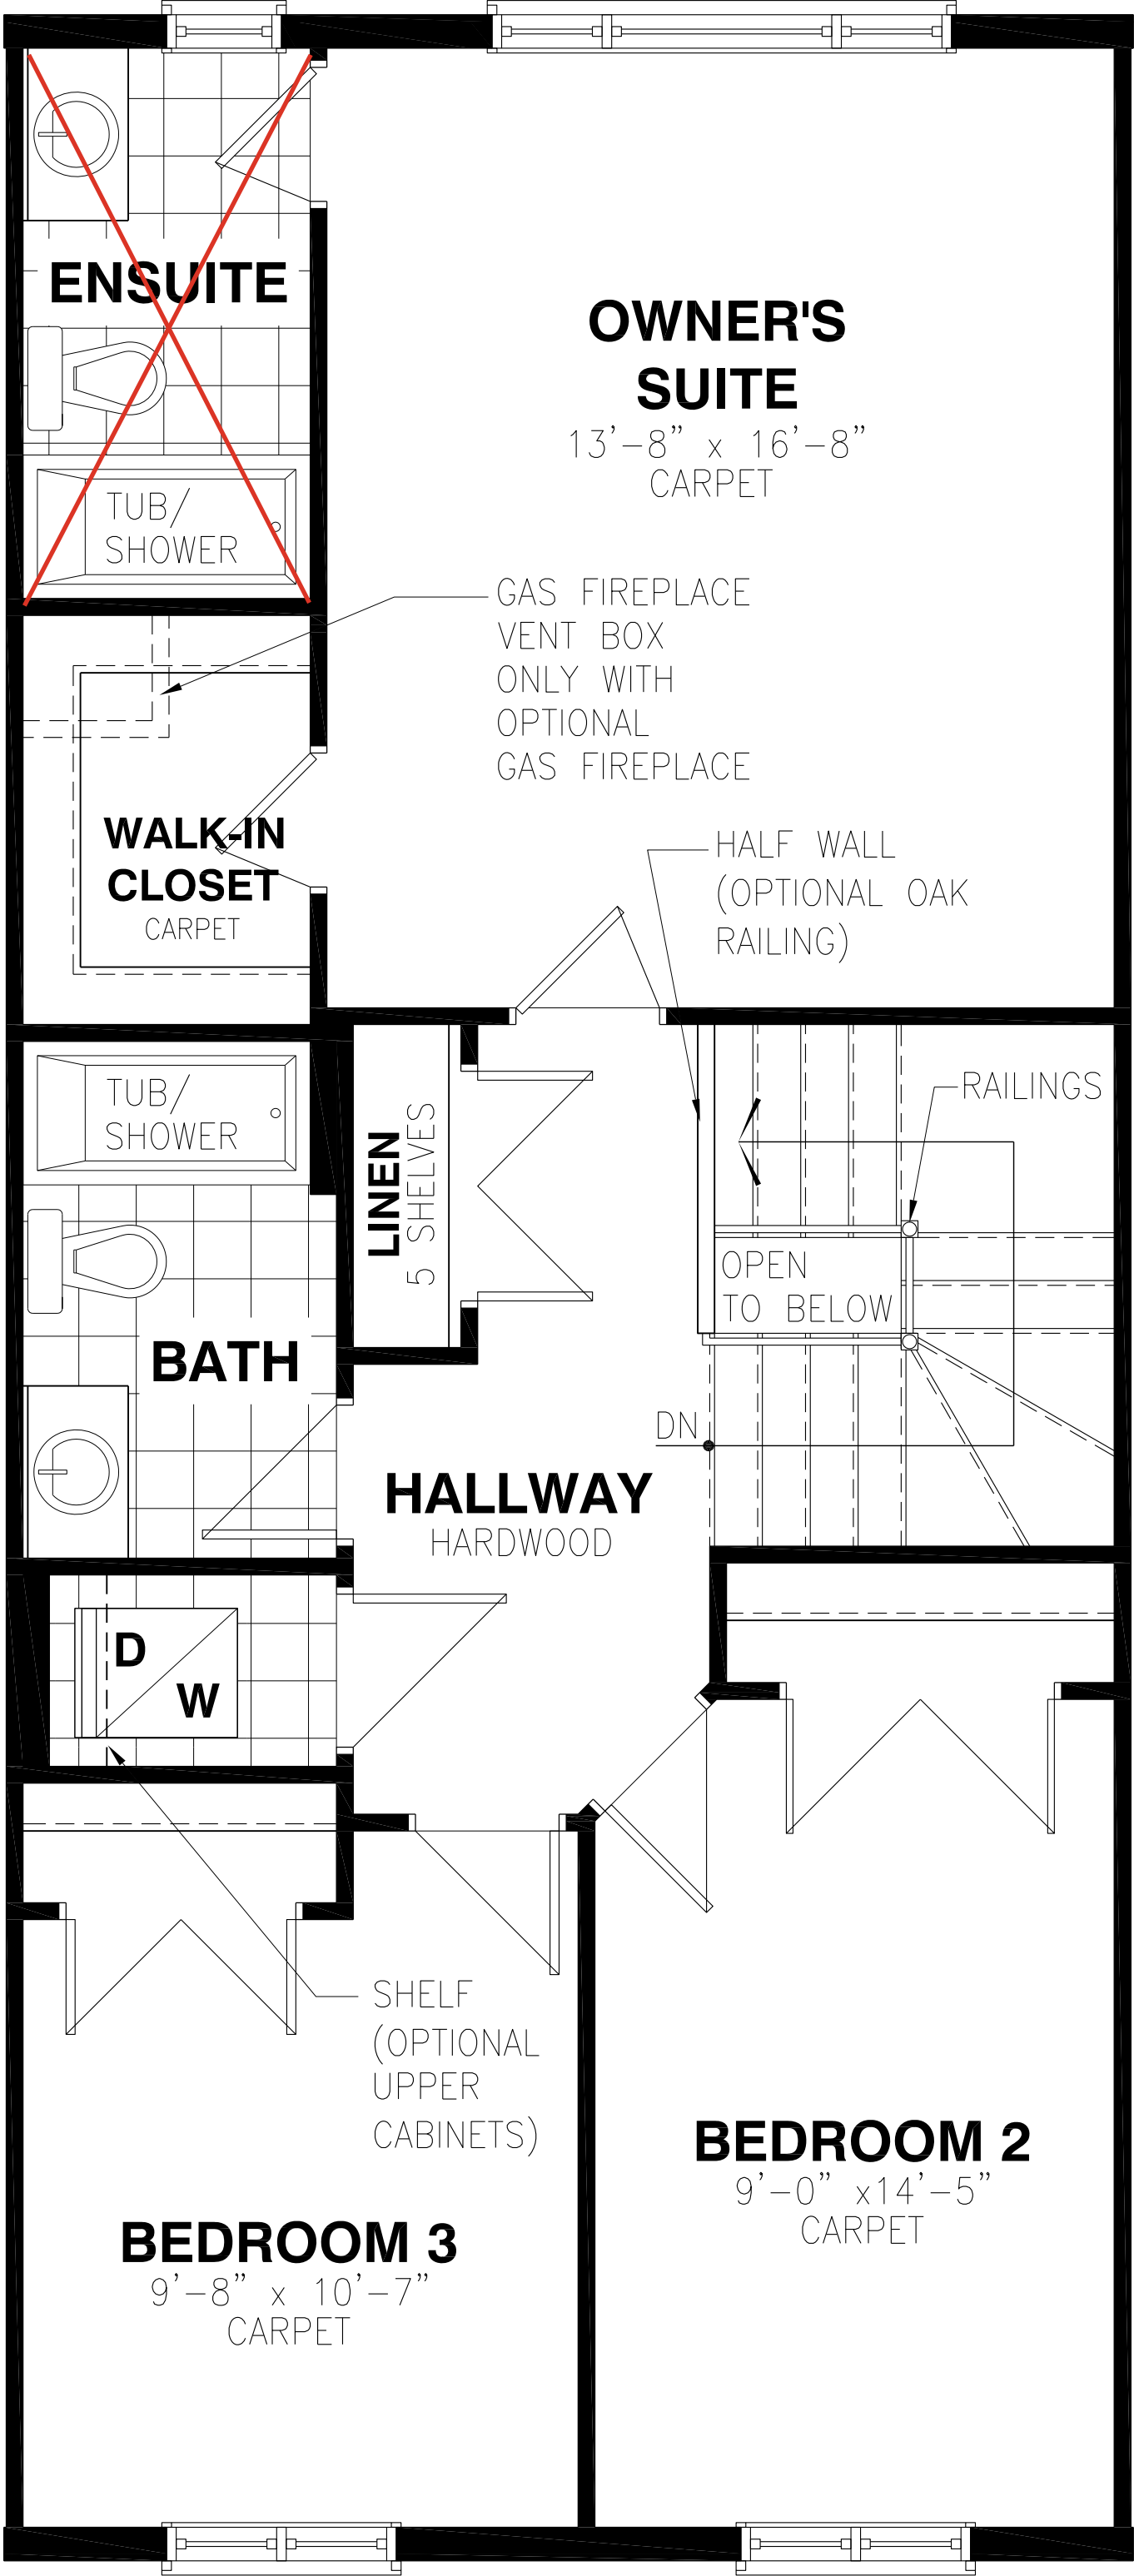 ENSUITE
TUB/
SHOWER
OWNER'S
SUITE
13'-8" x 16'-8"
CARPET
GAS FIREPLACE
VENT BOX
ONLY WITH
OPTIONAL
GAS FIREPLACE
WALK-IN
CLOSET
CARPET
HALF WALL
(OPTIONAL OAK
RAILING)
TUB/
SHOWER
LINEN
5 SHELVES
RAILINGS
OPEN
TO BELOW
BATH
DN
HALLWAY
HARDWOOD
D
W
SHELF
(OPTIONAL
UPPER
CABINETS)
BEDROOM 2
9'-0" x14'-5"
CARPET
BEDROOM 3
9'-8" x 10'-7"
CARPET